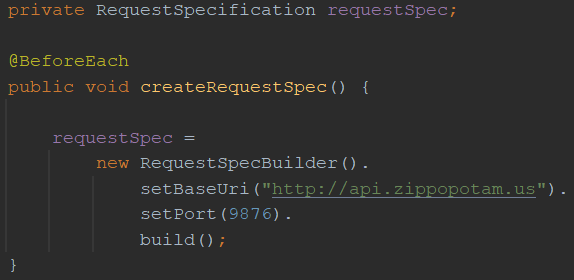 private RequestSpecification requestSpec;
@BeforeEach
public void createRequestSpec() {
requestSpec =
new RequestSpecBuilder().
setBaseUri("http://api.zippopotam.us").
setPort(9876).
build();
}